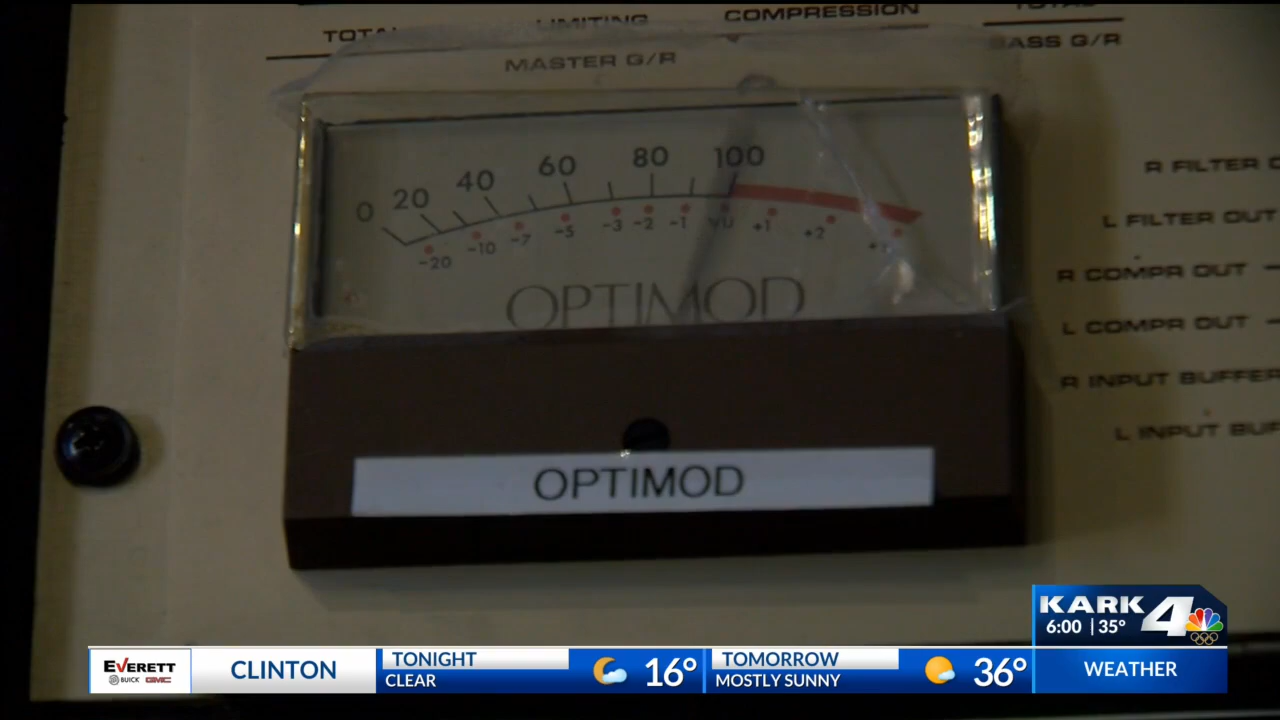 LIMITING
COMPRESSION
MASTER G/R
BASS G/R
0 20 40 60 80 100
-20 -10 -7 -5 -3 -2 -1 VU +1 +2
OPTIMOD
OPTIMOD
R FILTER
L FILTER OUT
R COMPR OUT
L COMPR OUT
R INPUT BUFFER
L INPUT
KARK 4
6:00 | 35°
EVERETT
BUICK GMC
CLINTON
TONIGHT
CLEAR
16°
TOMORROW
MOSTLY SUNNY
36°
WEATHER